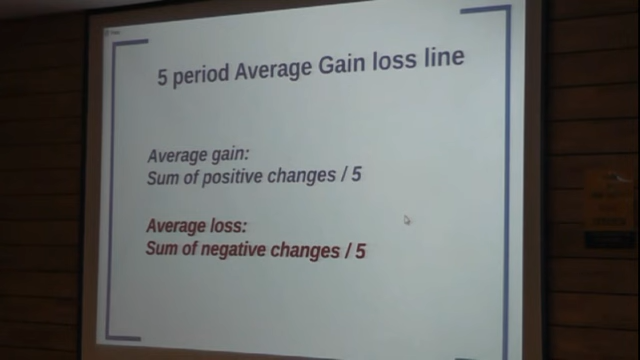 5 period Average Gain loss line
Average gain:
Sum of positive changes / 5
Average loss:
Sum of negative changes / 5